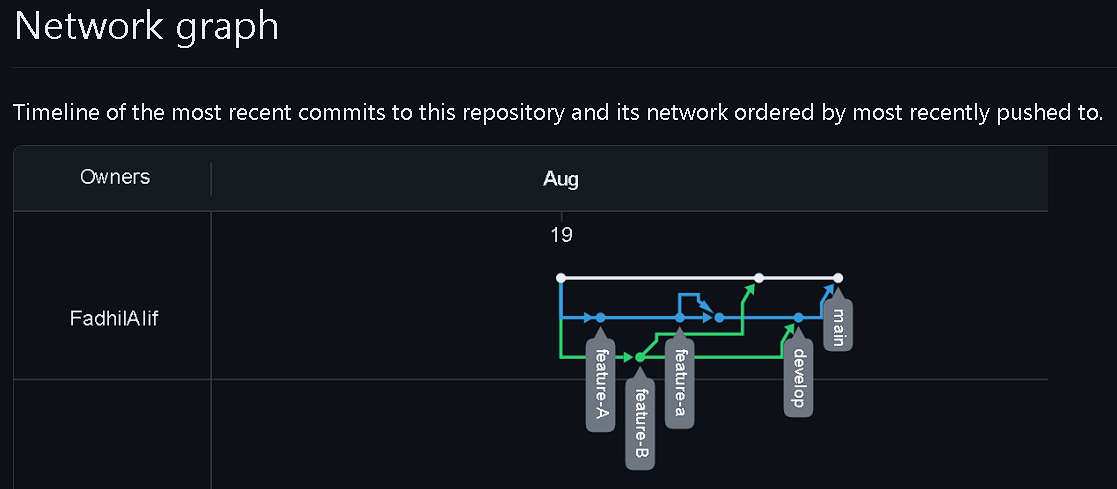 Network graph
Timeline of the most recent commits to this repository and its network ordered by most recently pushed to.
Owners
Aug
19
FadhilAlif
main
feature-A
feature-a
develop
feature-B